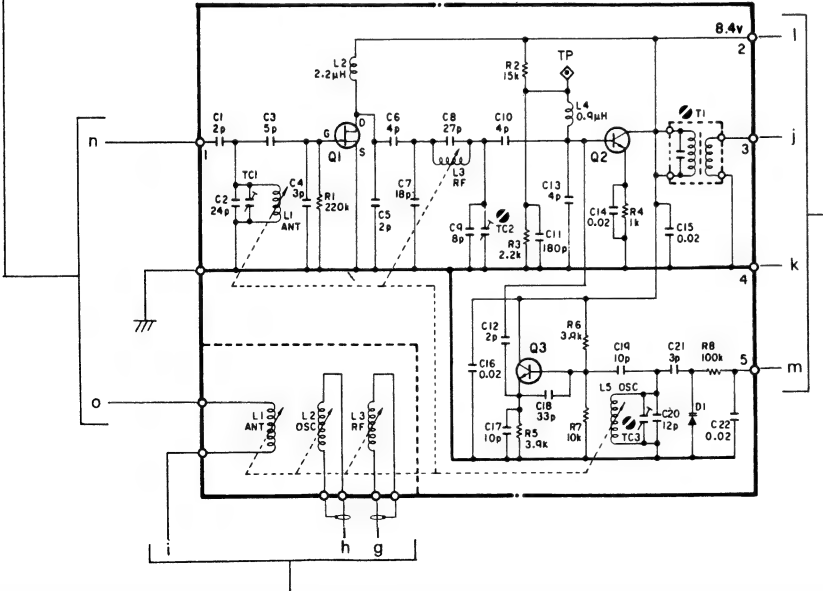 8.4v
l
2
L2
2.2μH
R2
15k
TP
L4
0.9μH
T1
n
C1
2p
C3
5p
G
D
S
Q1
C6
4p
C8
27p
C10
4p
Q2
3
j
1
L3
RF
TC1
C2
24p
L1
ANT
C4
3p
R1
220k
C7
18p
C5
2p
C9
8p
TC2
R3
2.2k
C11
180p
C13
4p
C14
0.02
R4
1k
C15
0.02
k
4
C12
2p
R6
3.9k
Q3
C19
10p
C21
3p
R8
100k
5
m
C16
0.02
L5 OSC
C18
33p
C17
10p
R5
3.9k
R7
10k
TC3
C20
12p
D1
C22
0.02
o
L1
ANT
L2
OSC
L3
RF
i
h
g